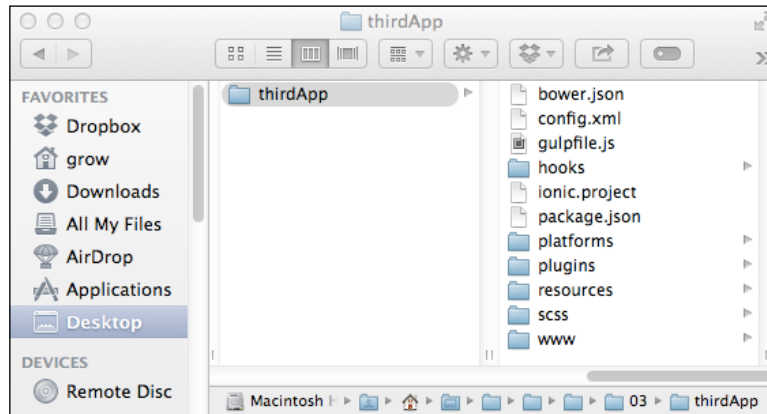 thirdApp
FAVORITES
Dropbox
grow
Downloads
All My Files
AirDrop
Applications
Desktop
DEVICES
Remote Disc
thirdApp
bower.json
config.xml
gulpfile.js
hooks
ionic.project
package.json
platforms
plugins
resources
scss
www
Macintosh 03 thirdApp